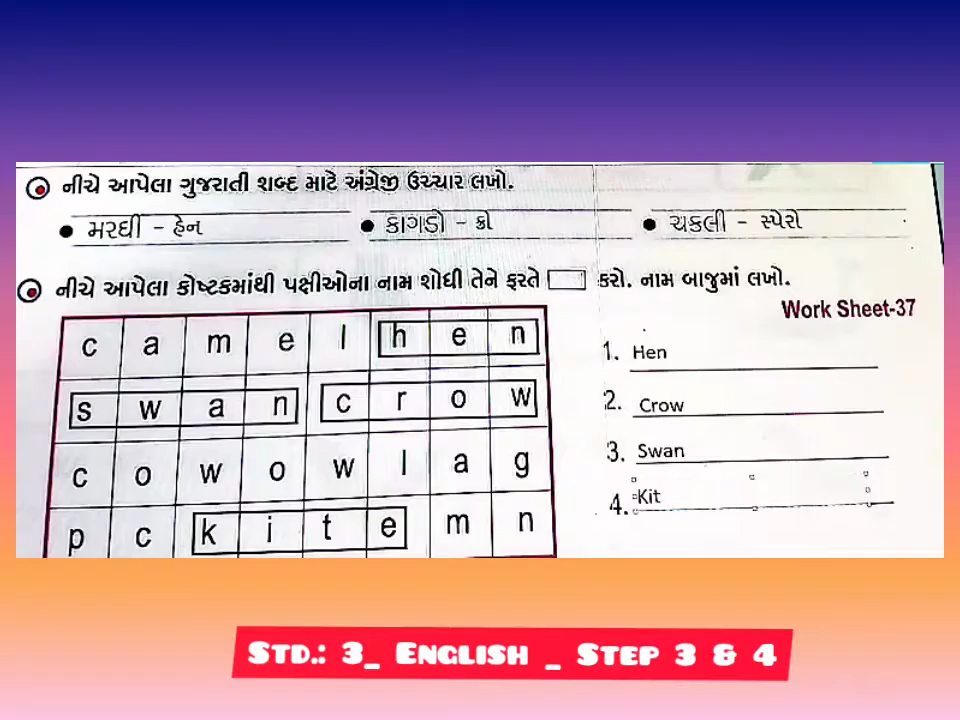 નીચે આપેલા ગુજરાતી શબ્દ માટે અંગ્રેજી ઉચ્ચાર લખો.
• મરઘી - હેન • કાગડો - ક્રો • ચકલી - સ્પેરો
નીચે આપેલા કોષ્ટકમાંથી પક્ષીઓના નામ શોધી તેને ફરતે કરો. નામ બાજુમાં લખો.
Work Sheet-37
c a m e l h e n
s w a n c r o w
c o w o w l a g
p c k i t e m n
1. Hen
2. Crow
3. Swan
4. Kit
Std.: 3_ English _ Step 3 & 4